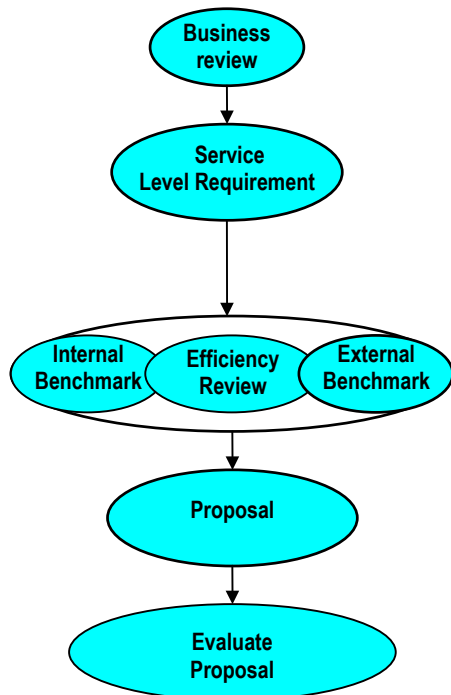 Business
review
Service
Level Requirement
Internal
Benchmark
Efficiency
Review
External
Benchmark
Proposal
Evaluate
Proposal